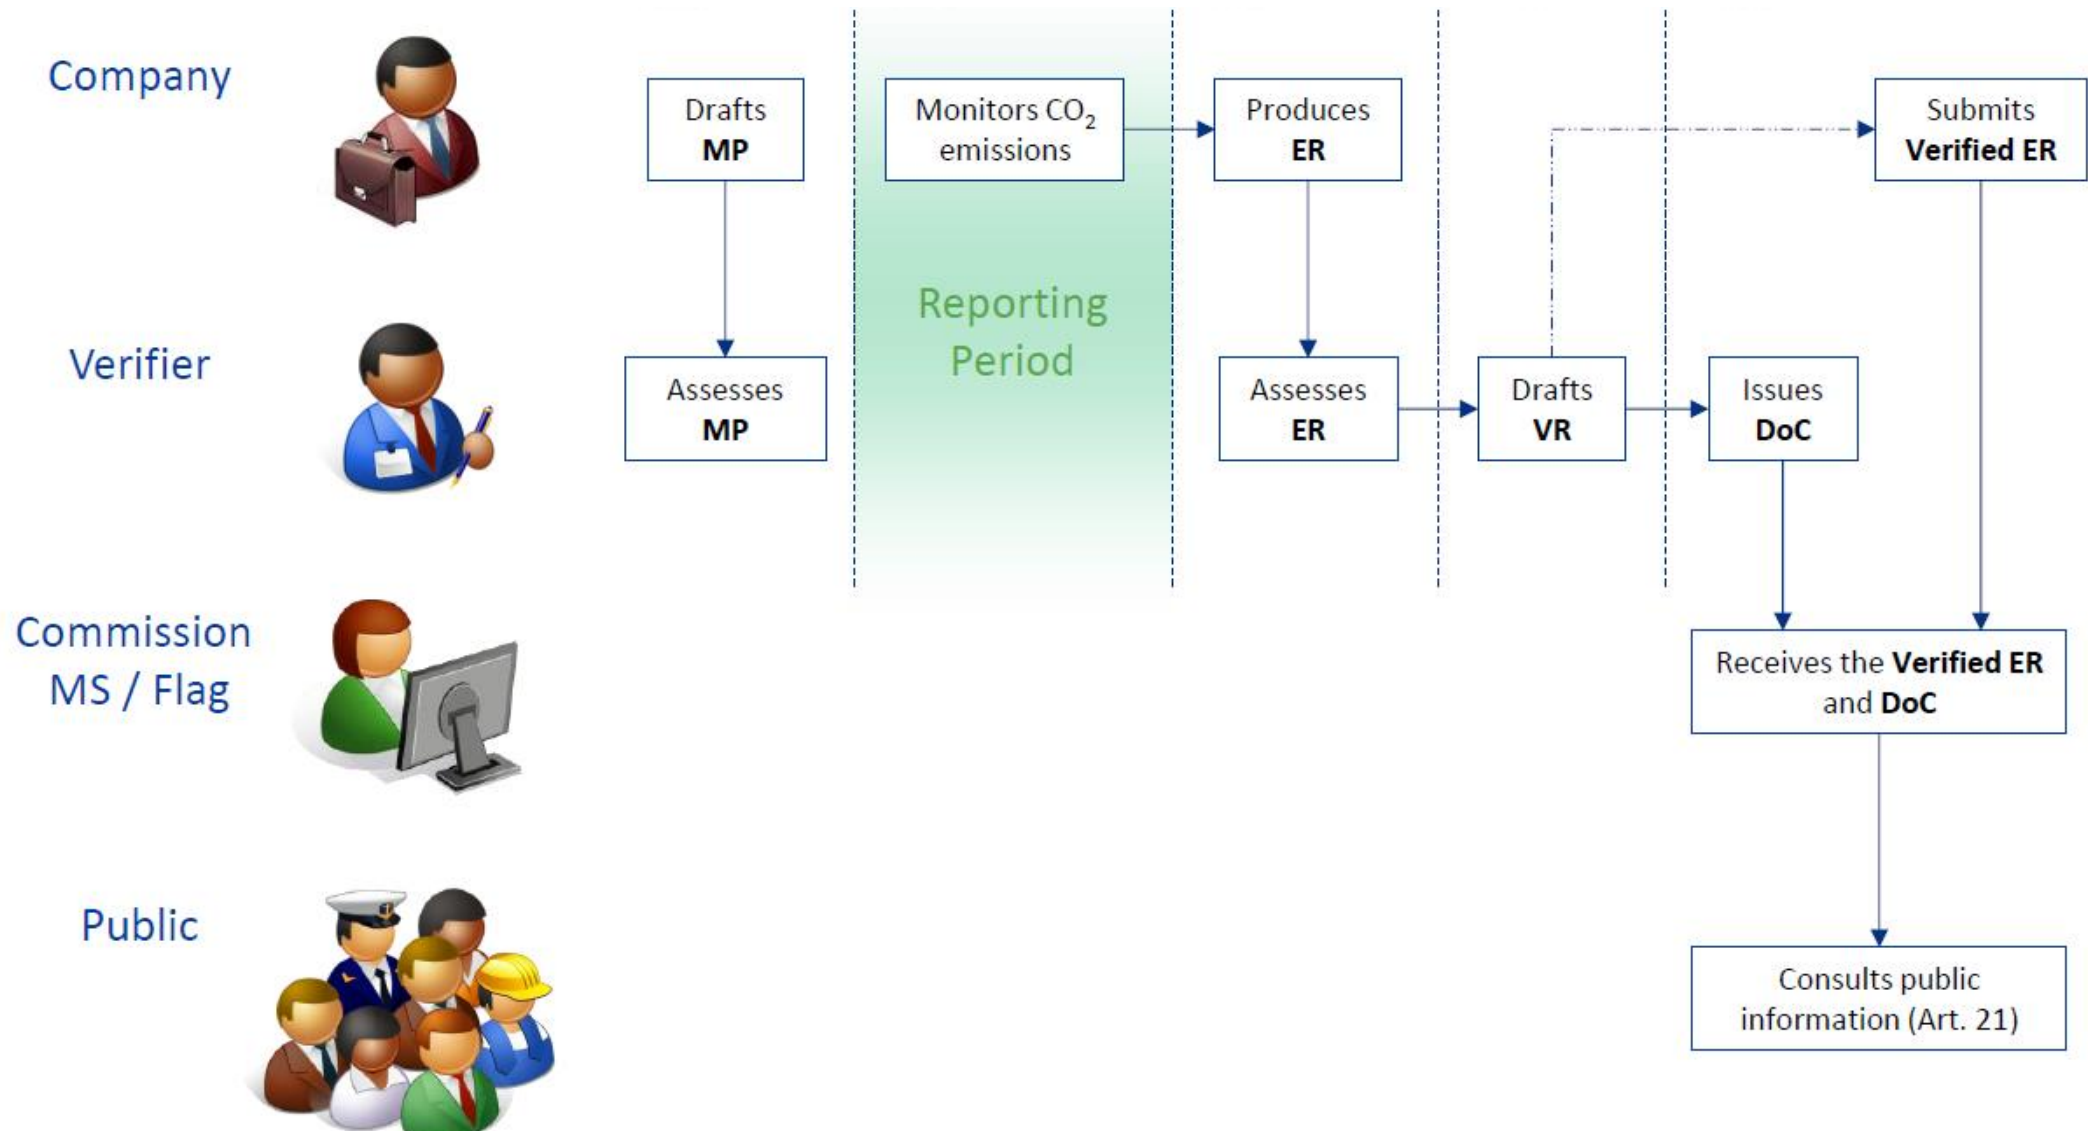 Company
Drafts
MP
Monitors CO₂
emissions
Produces
ER
Submits
Verified ER
Reporting
Period
Verifier
Assesses
MP
Assesses
ER
Drafts
VR
Issues
DoC
Commission
MS / Flag
Receives the Verified ER
and DoC
Public
Consults public
information (Art. 21)